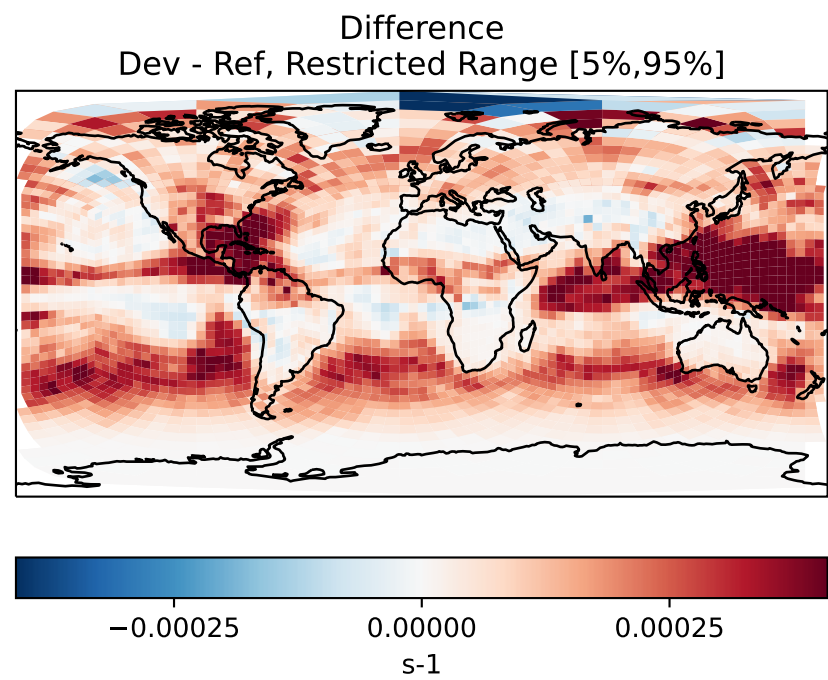 Difference
Dev - Ref, Restricted Range [5%,95%]
−0.00025 0.00000 0.00025
s-1